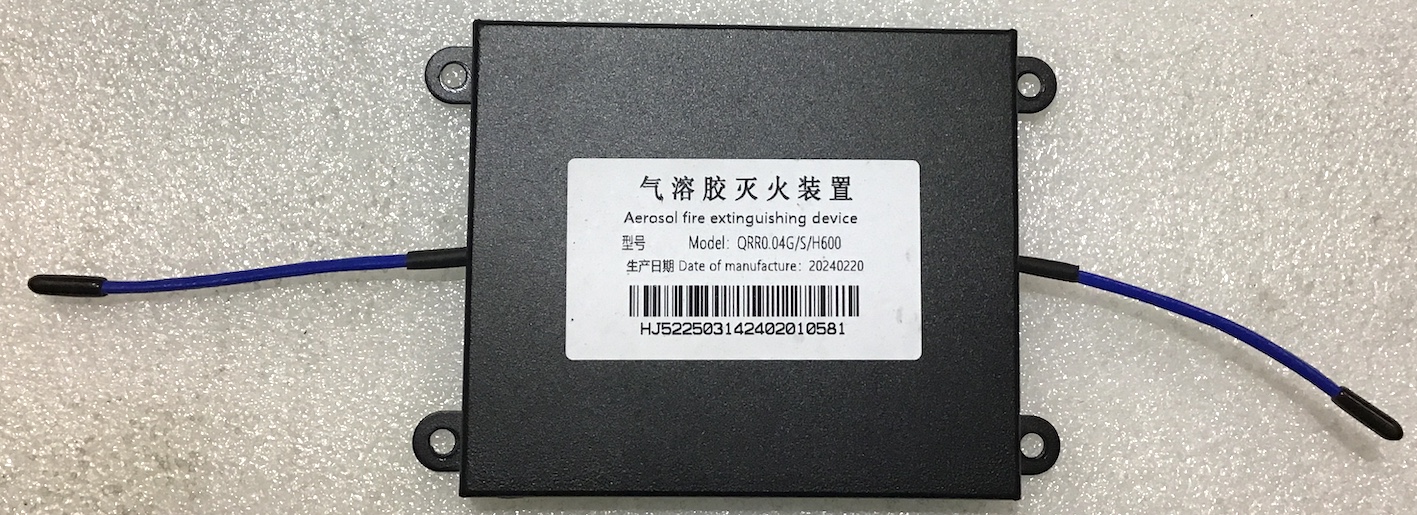 气溶胶灭火装置
Aerosol fire extinguishing device
型号 Model: QRR0.04G/S/H600
生产日期 Date of manufacture: 20240220
HJ522503142402010581